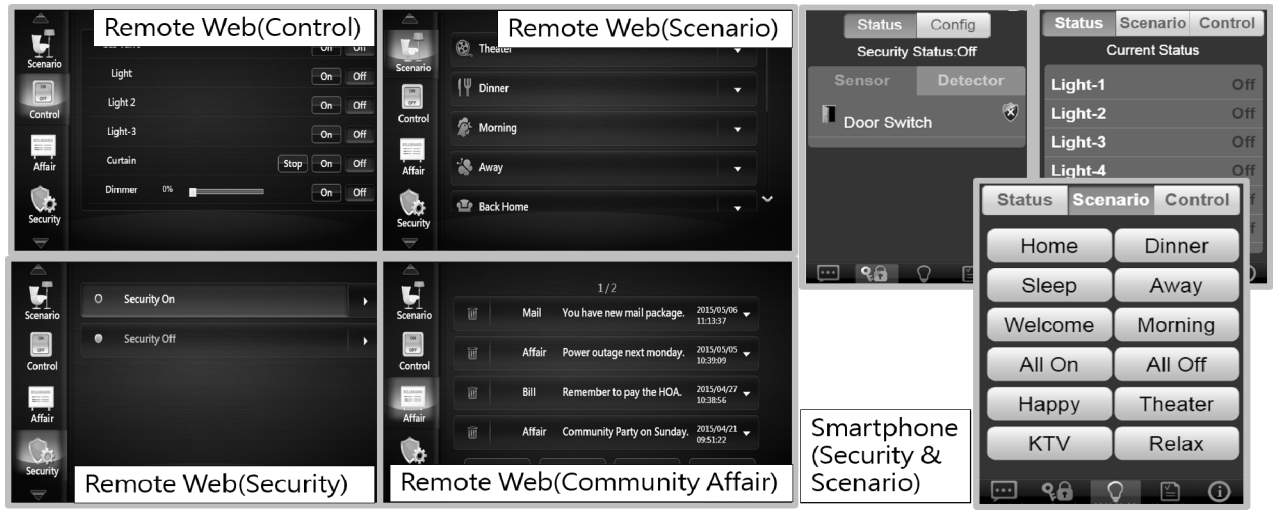 Remote Web(Control)
Scenario
Control
Affair
Security
On Off
Light On Off
Light 2 On Off
Light-3 On Off
Curtain Stop On Off
Dimmer 0% On Off
Remote Web(Scenario)
Scenario
Control
Affair
Security
Theater
Dinner
Morning
Away
Back Home
Status Config
Security Status:Off
Sensor Detector
Door Switch
Status Scenario Control
Current Status
Light-1 Off
Light-2 Off
Light-3 Off
Light-4
Scenario
ON
OFF
Control
Affair
Security
Security On
Security Off
Remote Web(Security)
Scenario
ON
OFF
Control
Affair
1/2
Mail You have new mail package. 2015/05/06
11:13:37
Affair Power outage next monday. 2015/05/05
10:39:09
Bill Remember to pay the HOA. 2015/04/27
10:38:56
Affair Community Party on Sunday. 2015/04/21
09:51:22
Remote Web(Community Affair)
Smartphone
(Security &
Scenario)
Status Scenario Control
Home Dinner
Sleep Away
Welcome Morning
All On All Off
Happy Theater
KTV Relax